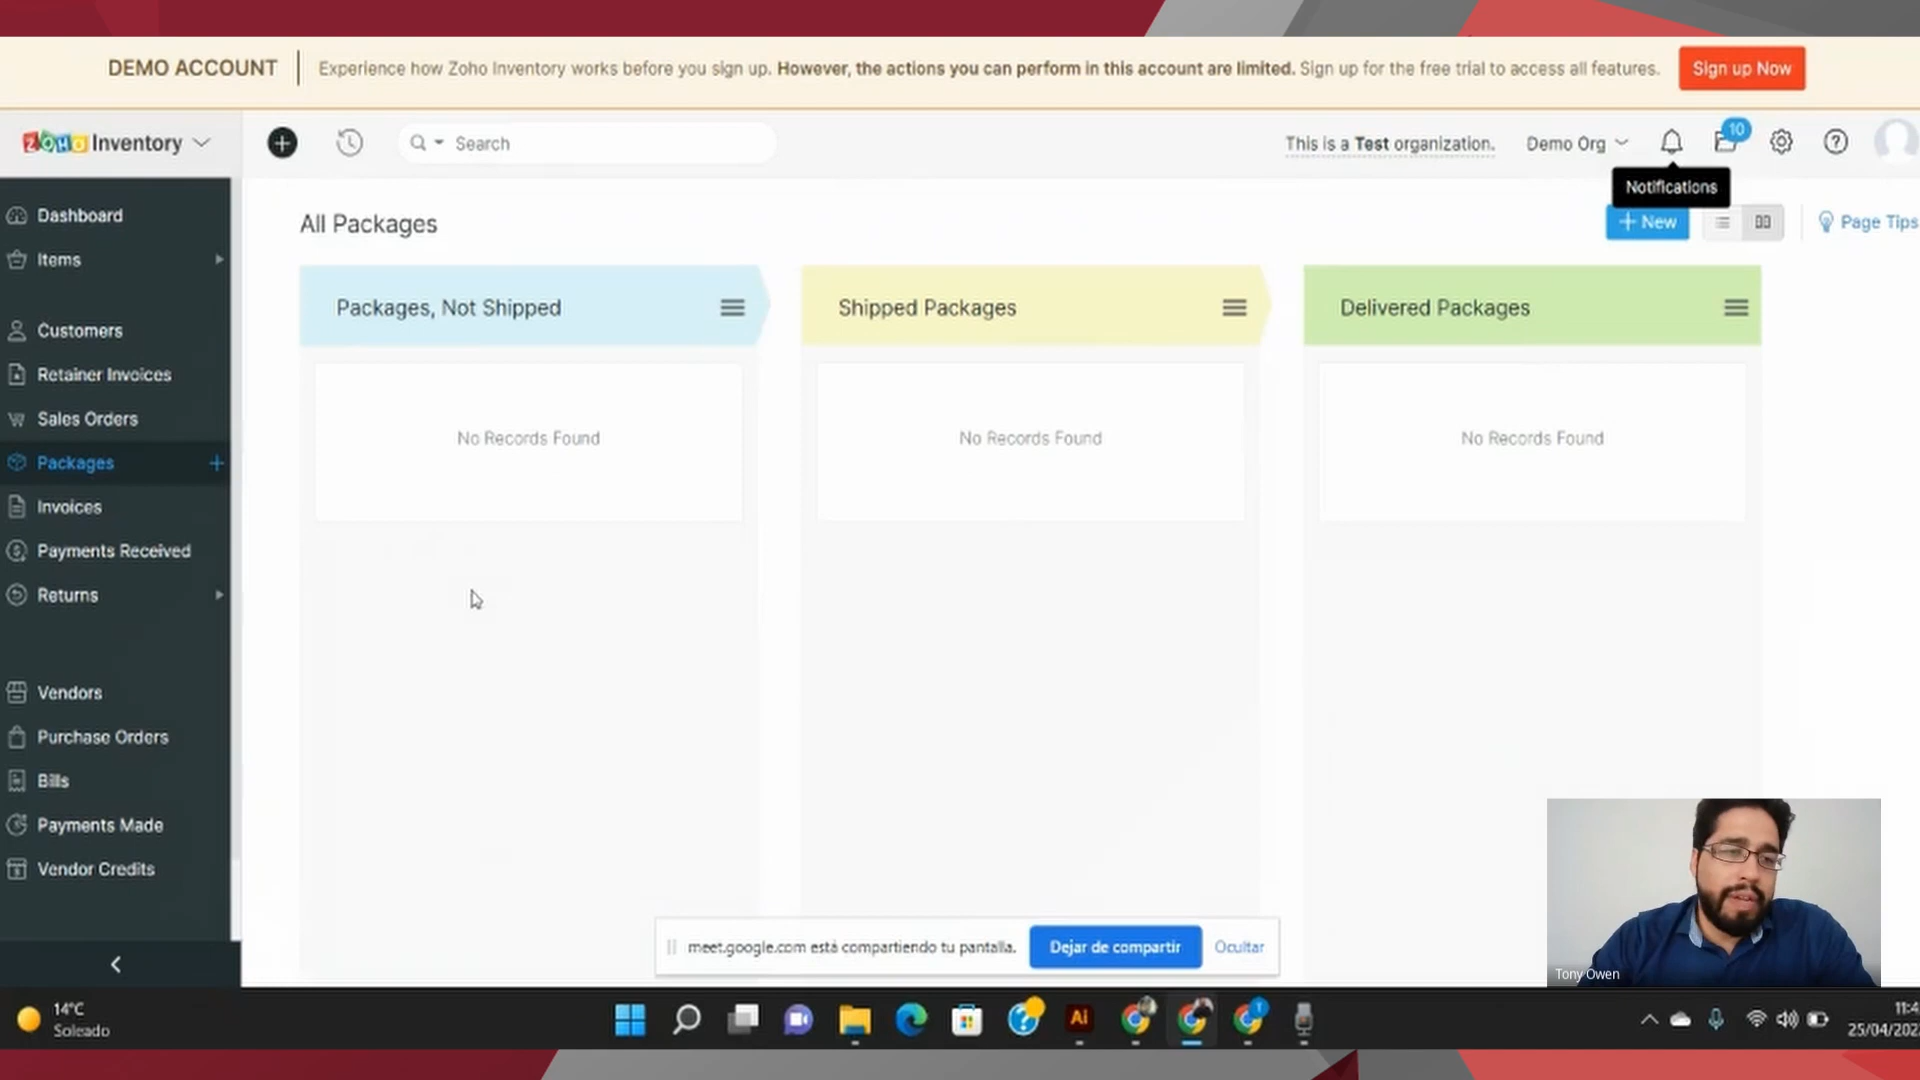 DEMO ACCOUNT
Experience how Zoho Inventory works before you sign up. However, the actions you can perform in this account are limited. Sign up for the free trial to access all features.
Sign up Now
ZOHO Inventory
Search
This is a Test organization.
Demo Org
10
Notifications
All Packages
New
Page Tips
Dashboard
Items
Customers
Retainer Invoices
Sales Orders
Packages
Invoices
Payments Received
Returns
Vendors
Purchase Orders
Bills
Payments Made
Vendor Credits
Packages, Not Shipped
Shipped Packages
Delivered Packages
No Records Found
No Records Found
No Records Found
meet.google.com está compartiendo tu pantalla.
Dejar de compartir
Ocultar
Tony Owen
14°C
Soleado
Ai
11:4
25/04/202